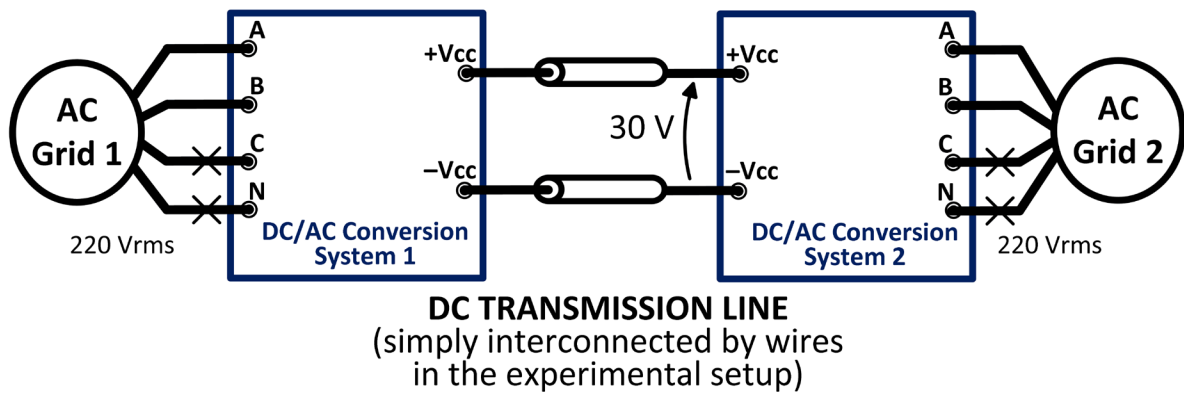 A
B
C
N
AC
Grid 1
220 Vrms
+Vcc
−Vcc
DC/AC Conversion
System 1
30 V
+Vcc
−Vcc
DC/AC Conversion
System 2
A
B
C
N
AC
Grid 2
220 Vrms
DC TRANSMISSION LINE
(simply interconnected by wires
in the experimental setup)